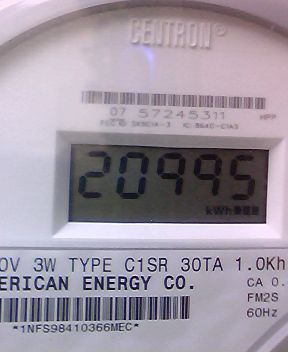 CENTRON®
07 57245311
HPP
20995
kWh
0V 3W TYPE C1SR 30TA 1.0Kh
ERICAN ENERGY CO.
CA 0.
FM2S
60Hz
*1NFS98410366MEC*